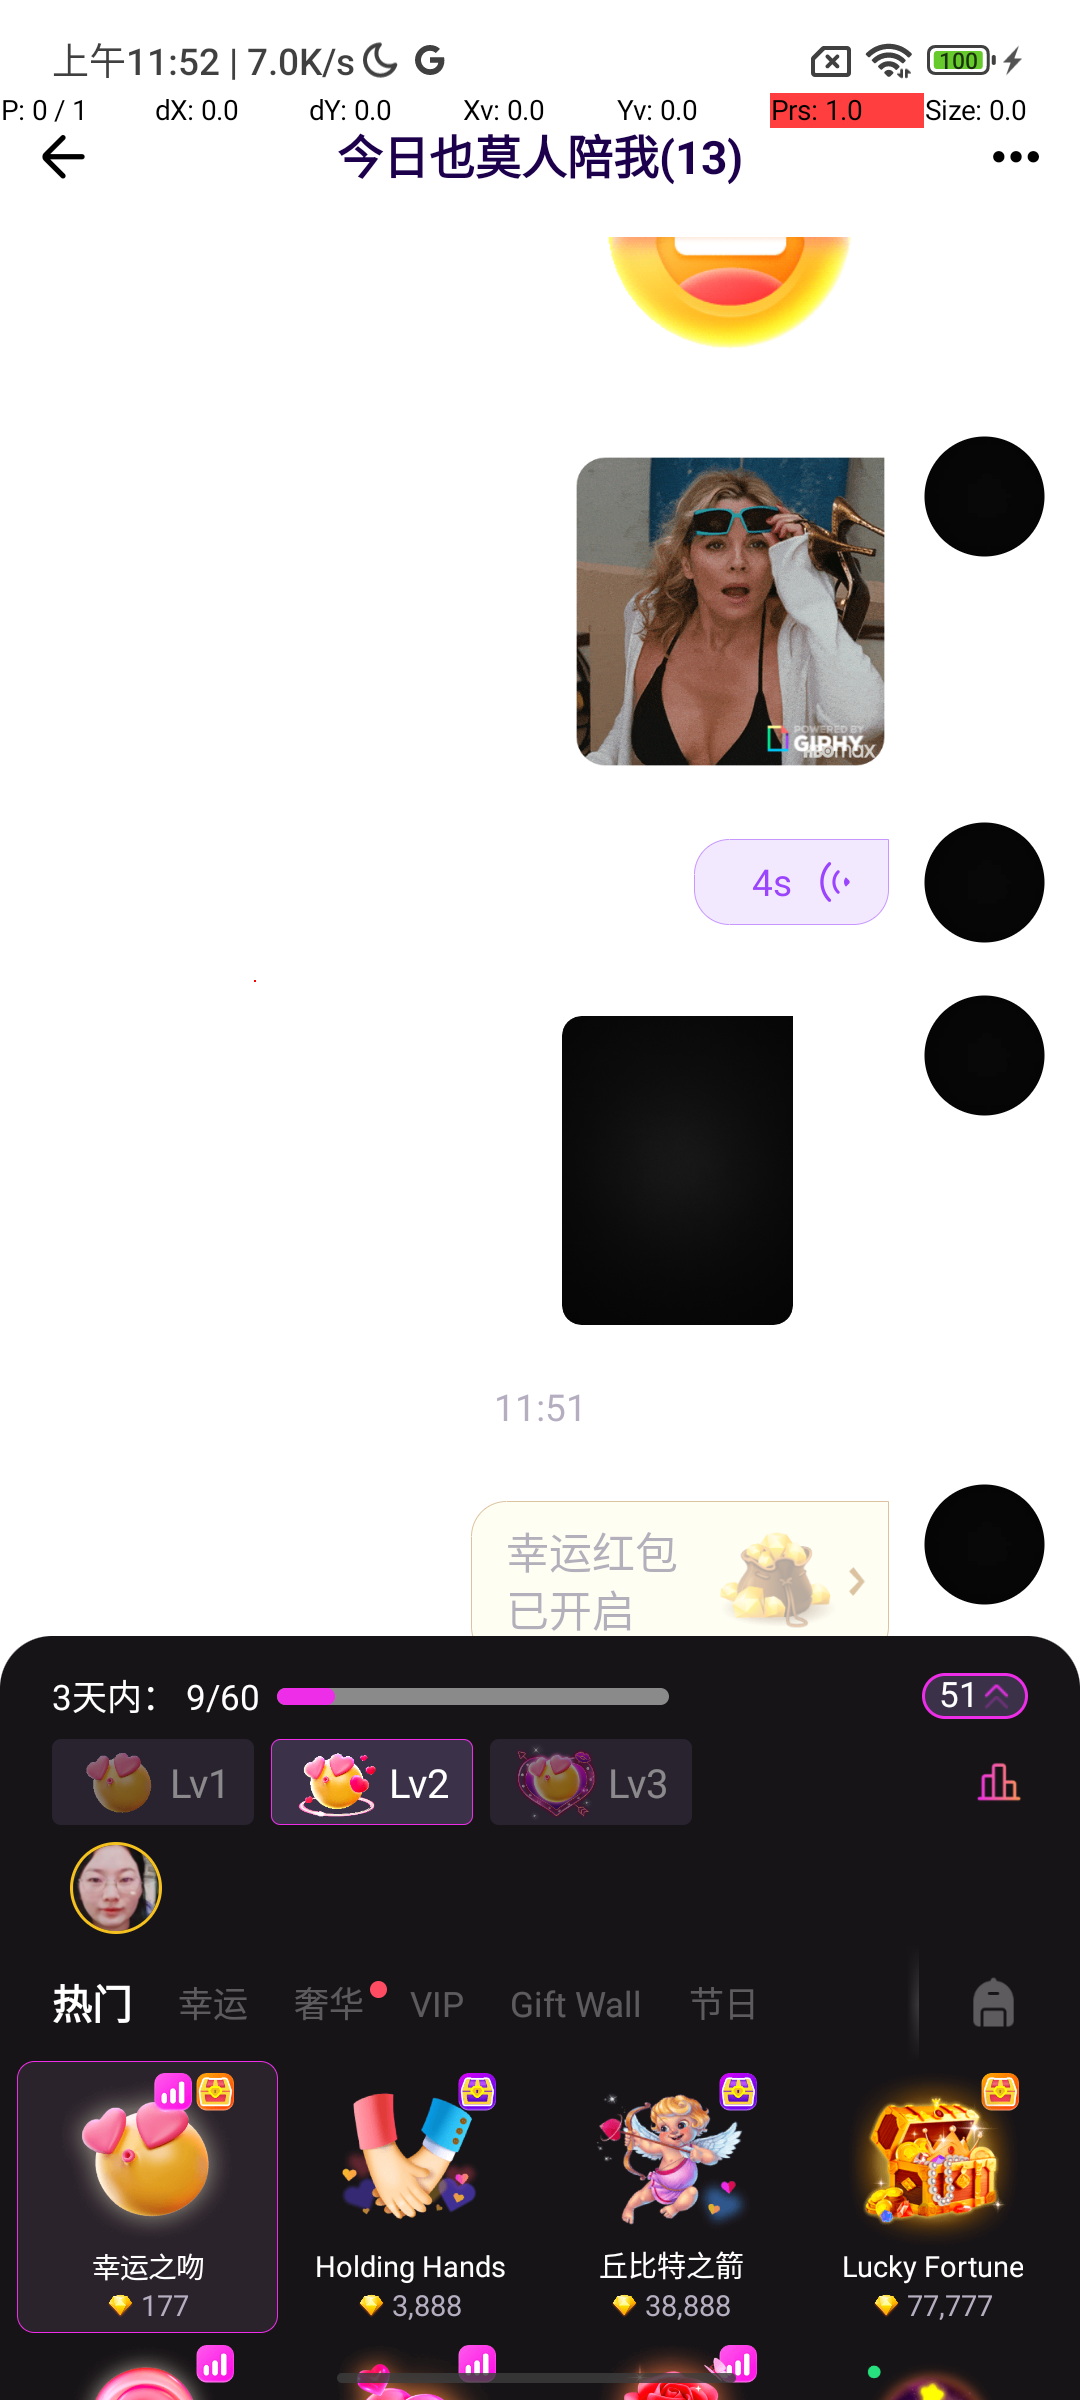 上午11:52 | 7.0K/s
100
P: 0 / 1 dX: 0.0 dY: 0.0 Xv: 0.0 Yv: 0.0 Prs: 1.0 Size: 0.0
今日也莫人陪我(13)
POWERED BY
GIPHY
HBOmax
4s
11:51
幸运红包
已开启
3天内： 9/60
51
Lv1 Lv2 Lv3
热门 幸运 奢华 VIP Gift Wall 节日
幸运之吻 Holding Hands 丘比特之箭 Lucky Fortune
177 3,888 38,888 77,777